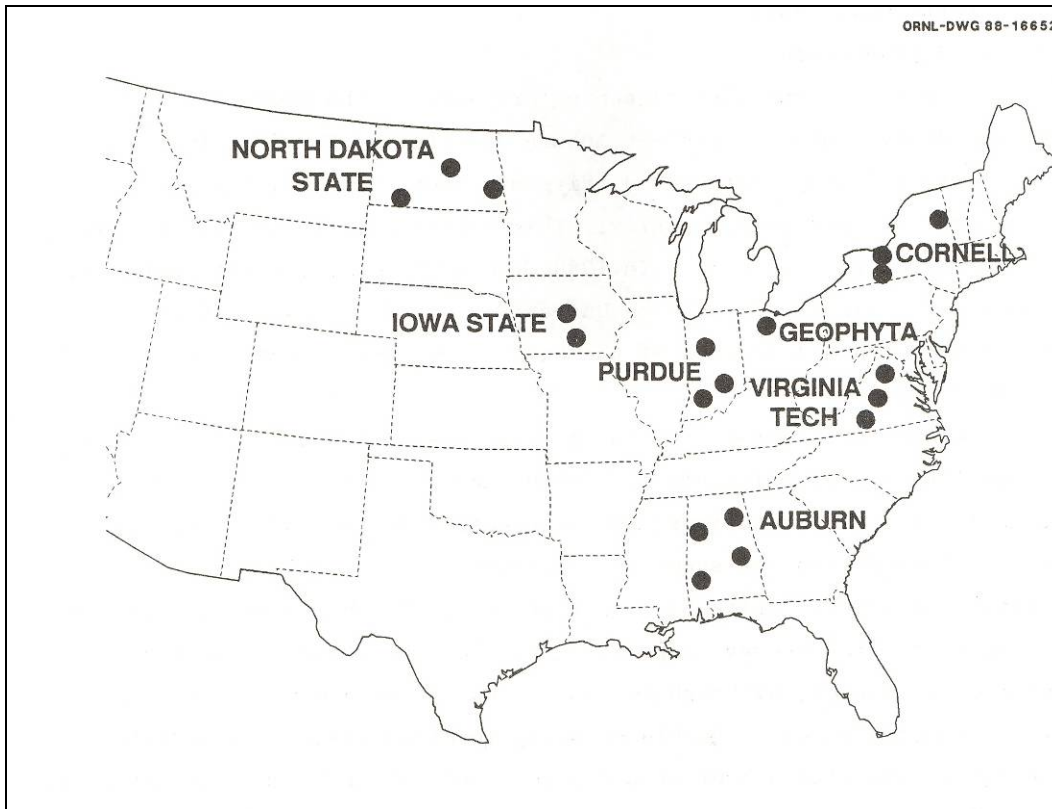 ORNL-DWG 88-16652
NORTH DAKOTA
STATE
CORNELL
IOWA STATE
GEOPHYTA
PURDUE
VIRGINIA
TECH
AUBURN